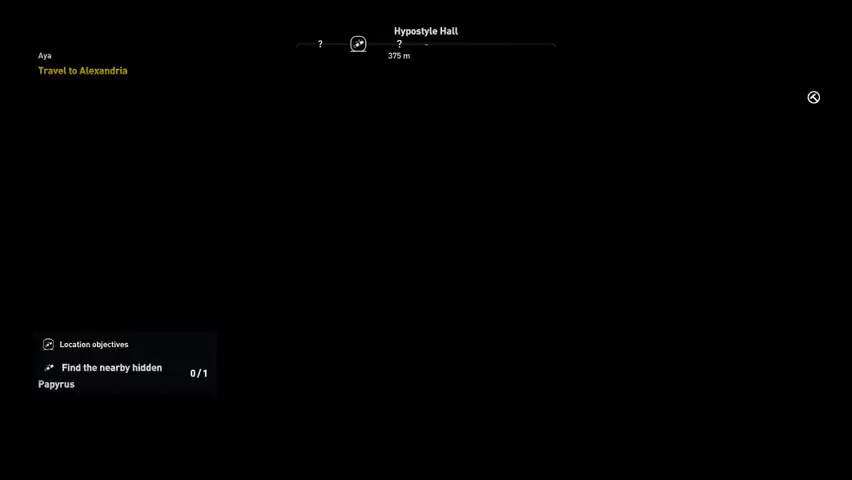 Hypostyle Hall
? ?
375 m
Aya
Travel to Alexandria
Location objectives
Find the nearby hidden
0/1
Papyrus